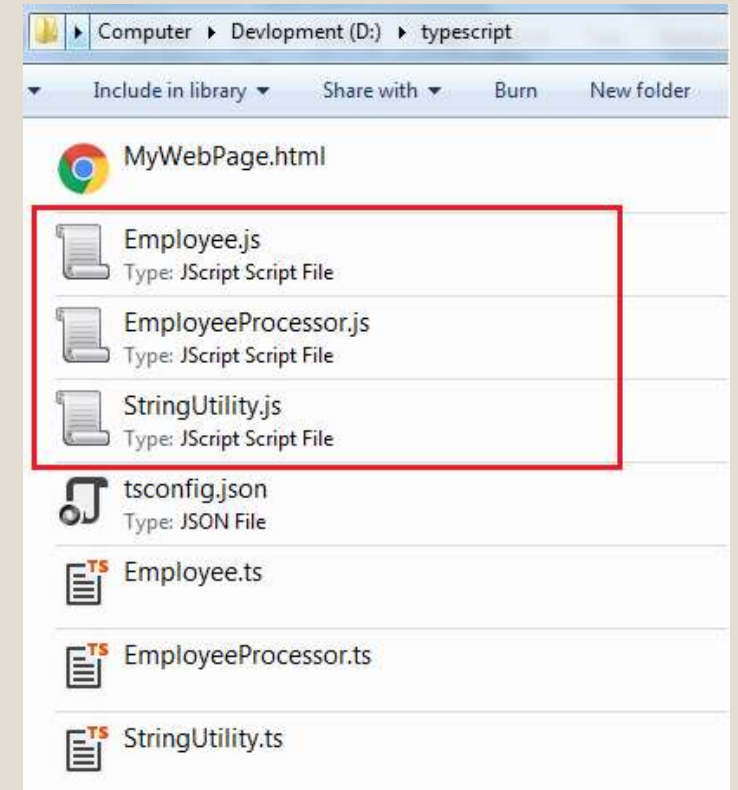 Computer Devlopment (D:) typescript
Include in library Share with Burn New folder
MyWebPage.html
Employee.js
Type: JScript Script File
EmployeeProcessor.js
Type: JScript Script File
StringUtility.js
Type: JScript Script File
tsconfig.json
Type: JSON File
TS
Employee.ts
TS
EmployeeProcessor.ts
TS
StringUtility.ts